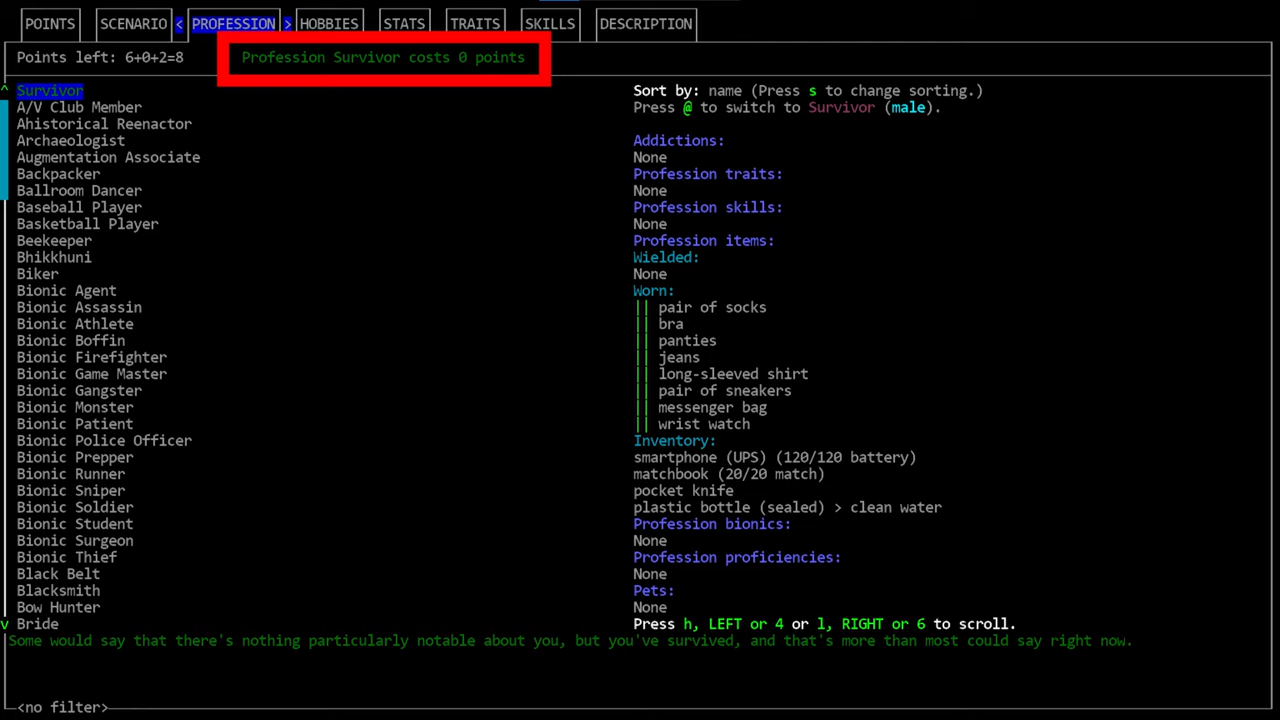 POINTS SCENARIO < PROFESSION > HOBBIES STATS TRAITS SKILLS DESCRIPTION
Points left: 6+0+2=8 Profession Survivor costs 0 points
^ Survivor
A/V Club Member
Ahistorical Reenactor
Archaeologist
Augmentation Associate
Backpacker
Ballroom Dancer
Baseball Player
Basketball Player
Beekeeper
Bhikkhuni
Biker
Bionic Agent
Bionic Assassin
Bionic Athlete
Bionic Boffin
Bionic Firefighter
Bionic Game Master
Bionic Gangster
Bionic Monster
Bionic Patient
Bionic Police Officer
Bionic Prepper
Bionic Runner
Bionic Sniper
Bionic Soldier
Bionic Student
Bionic Surgeon
Bionic Thief
Black Belt
Blacksmith
Bow Hunter
v Bride
Sort by: name (Press s to change sorting.)
Press @ to switch to Survivor (male).
Addictions:
None
Profession traits:
None
Profession skills:
None
Profession items:
Wielded:
None
Worn:
|| pair of socks
|| bra
|| panties
|| jeans
|| long-sleeved shirt
|| pair of sneakers
|| messenger bag
|| wrist watch
Inventory:
smartphone (UPS) (120/120 battery)
matchbook (20/20 match)
pocket knife
plastic bottle (sealed) > clean water
Profession bionics:
None
Profession proficiencies:
None
Pets:
None
Press h, LEFT or 4 or l, RIGHT or 6 to scroll.
Some would say that there's nothing particularly notable about you, but you've survived, and that's more than most could say right now.
<no filter>